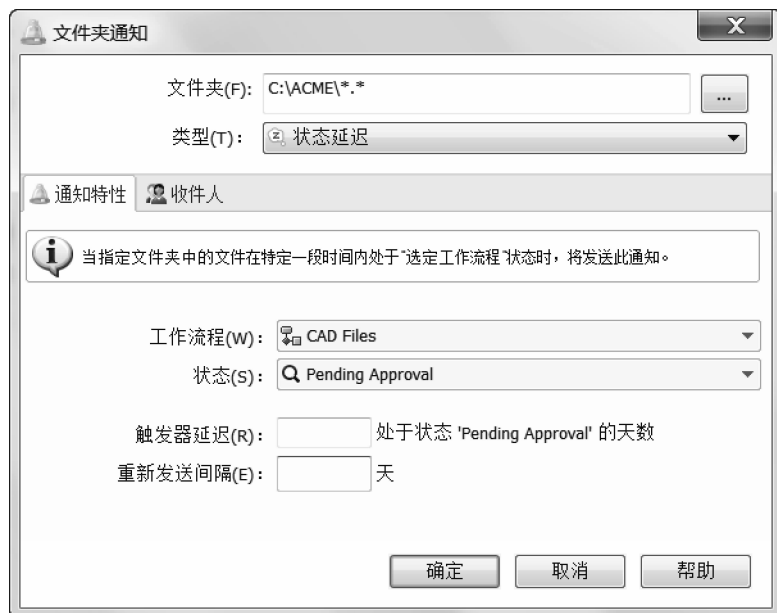 文件夹通知
X
文件夹(F): C:\ACME\*.*
...
类型(T): 状态延迟
通知特性 收件人
当指定文件夹中的文件在特定一段时间内处于"选定工作流程"状态时，将发送此通知。
工作流程(W): CAD Files
状态(S): Pending Approval
触发器延迟(R): 处于状态 'Pending Approval' 的天数
重新发送间隔(E): 天
确定 取消 帮助